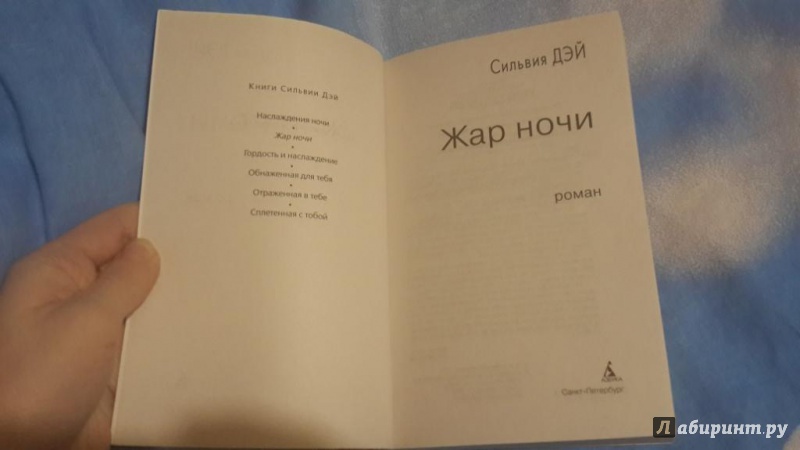 Книги Сильвии Дэй
Наслаждения ночи
•
Жар ночи
•
Гордость и наслаждение
•
Обнаженная для тебя
•
Отраженная в тебе
•
Сплетенная с тобой
Сильвия ДЭЙ
Жар ночи
роман
АЗБУКА
Санкт-Петербург
Лабиринт.ру